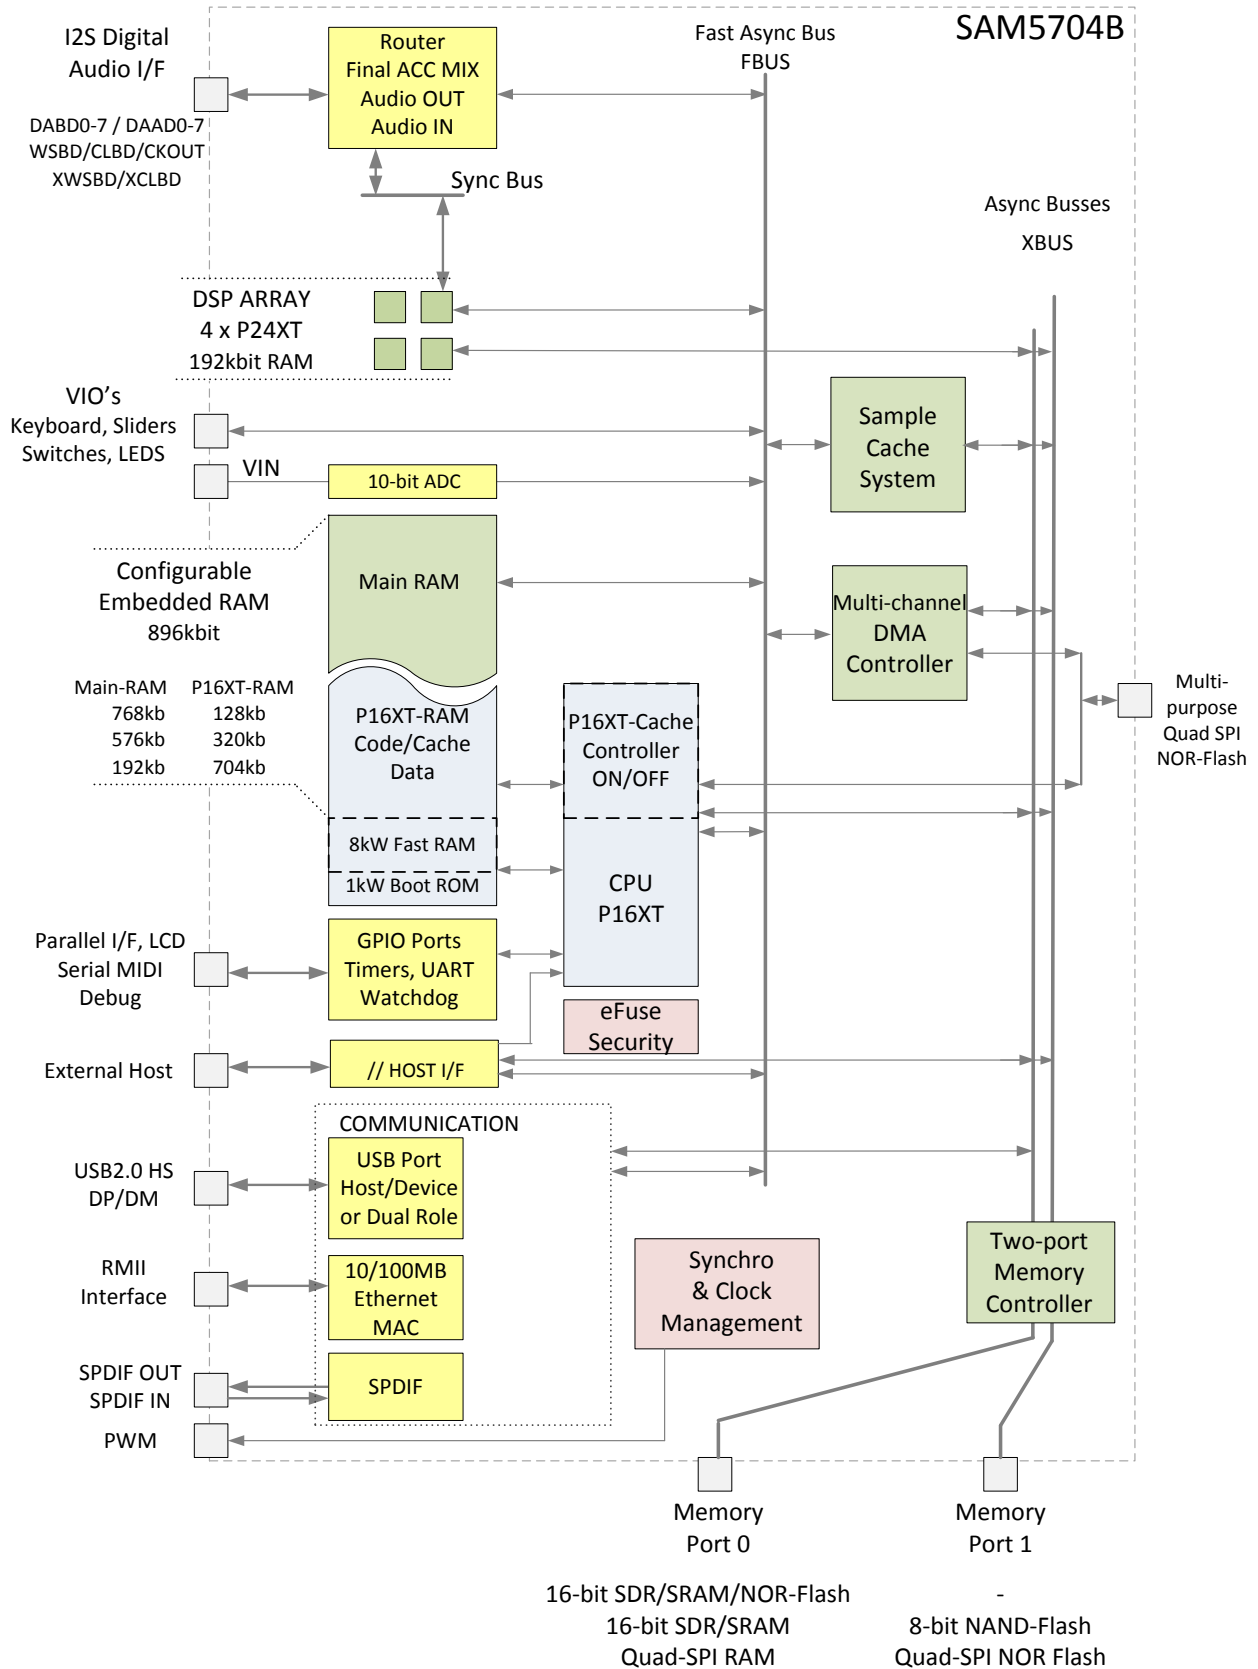 SAM5704B
I2S Digital
Audio I/F
DABD0-7 / DAAD0-7
WSBD/CLBD/CKOUT
XWSBD/XCLBD
Router
Final ACC MIX
Audio OUT
Audio IN
Sync Bus
Fast Async Bus
FBUS
Async Busses
XBUS
DSP ARRAY
4 x P24XT
192kbit RAM
VIO's
Keyboard, Sliders
Switches, LEDS
VIN
10-bit ADC
Sample
Cache
System
Configurable
Embedded RAM
896kbit
Main RAM
Multi-channel
DMA
Controller
Main-RAM P16XT-RAM
768kb 128kb
576kb 320kb
192kb 704kb
P16XT-RAM
Code/Cache
Data
P16XT-Cache
Controller
ON/OFF
Multi-
purpose
Quad SPI
NOR-Flash
8kW Fast RAM
1kW Boot ROM
CPU
P16XT
Parallel I/F, LCD
Serial MIDI
Debug
GPIO Ports
Timers, UART
Watchdog
eFuse
Security
External Host
// HOST I/F
COMMUNICATION
USB2.0 HS
DP/DM
USB Port
Host/Device
or Dual Role
RMII
Interface
10/100MB
Ethernet
MAC
Synchro
& Clock
Management
Two-port
Memory
Controller
SPDIF OUT
SPDIF IN
SPDIF
PWM
Memory
Port 0
Memory
Port 1
16-bit SDR/SRAM/NOR-Flash -
16-bit SDR/SRAM 8-bit NAND-Flash
Quad-SPI RAM Quad-SPI NOR Flash